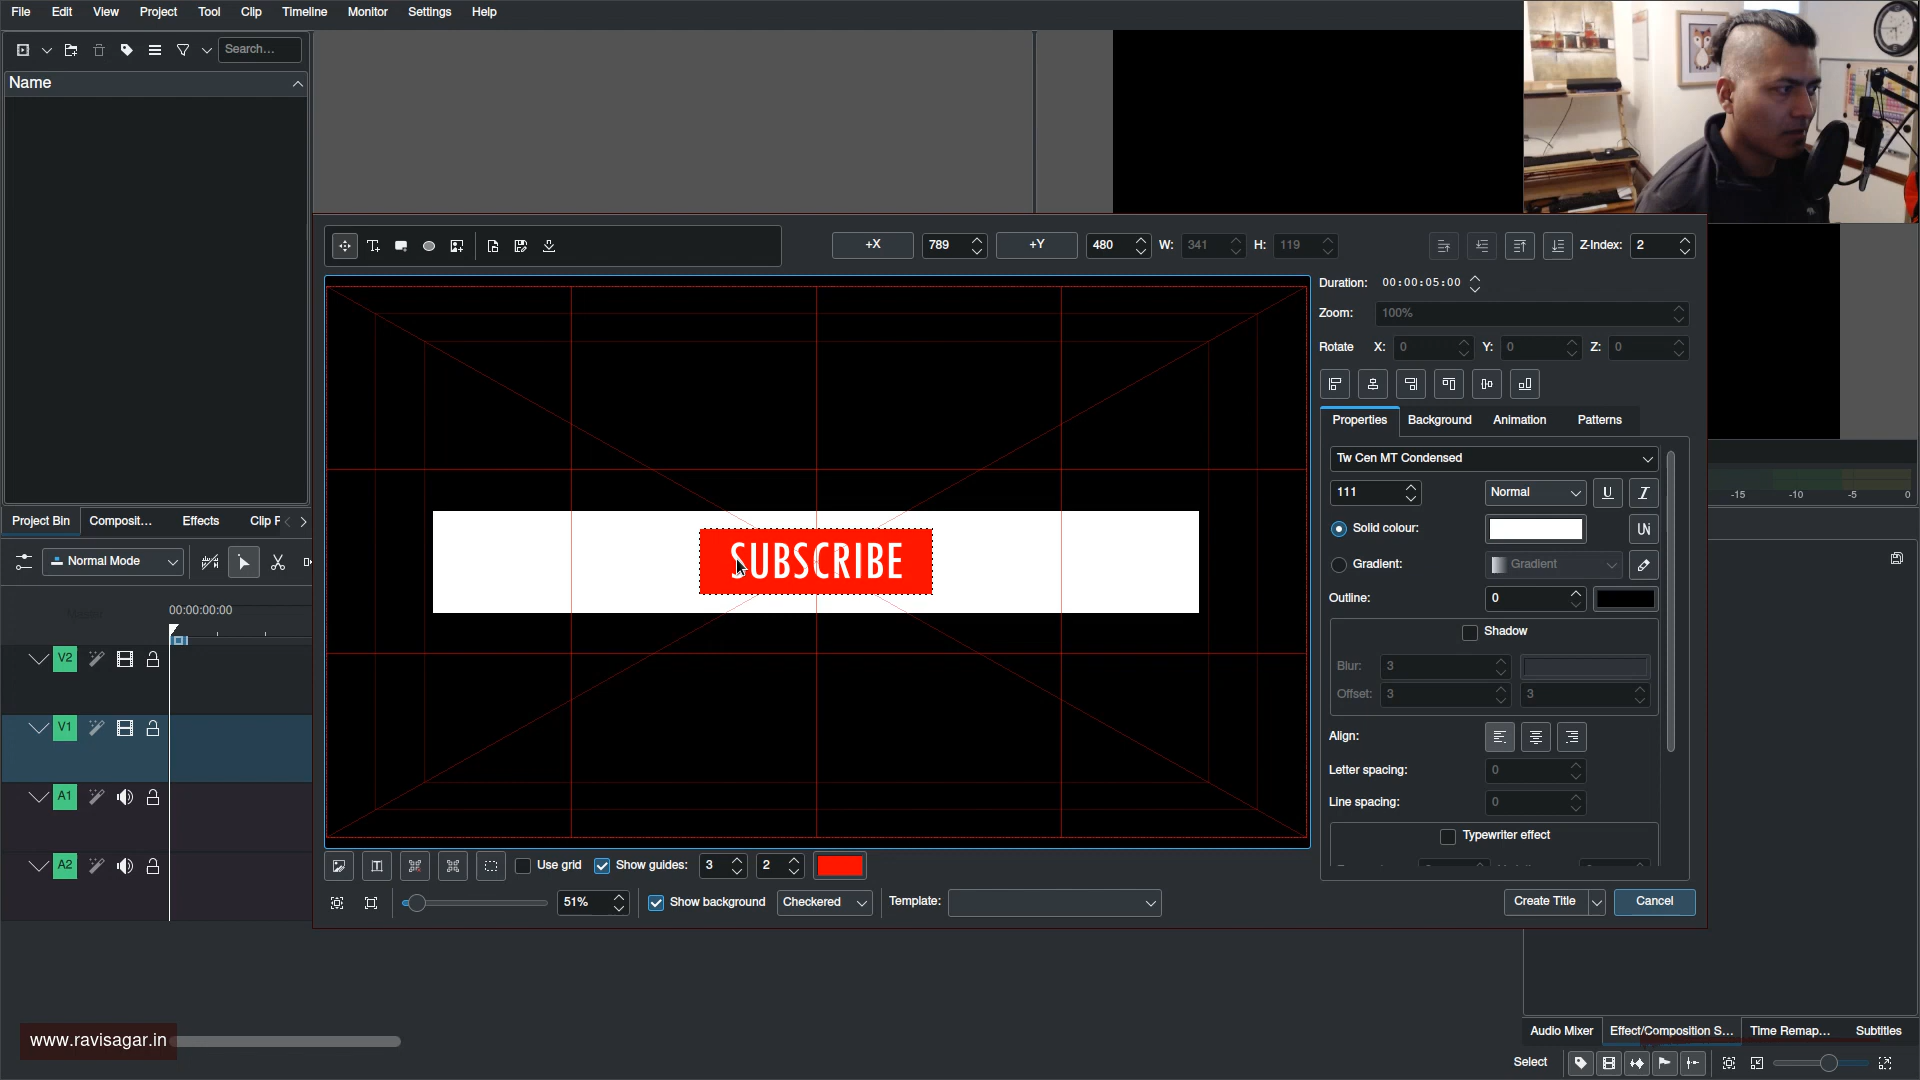 File Edit View Project Tool Clip Timeline Monitor Settings Help
Search...
Name
+X 789 +Y 480 W: 341 H: 119 Z-Index: 2
Duration: 00:00:05:00
Zoom: 100%
Rotate X: 0 Y: 0 Z: 0
Properties Background Animation Patterns
Tw Cen MT Condensed
111 Normal U I
Solid colour: UN
Gradient: Gradient
Outline: 0
Shadow
Blur: 3
Offset: 3 3
Align:
Letter spacing: 0
Line spacing: 0
Typewriter effect
SUBSCRIBE
-15 -10 -5 0
Project Bin Composit... Effects Clip F
Normal Mode
00:00:00:00
V2
V1
A1
A2
Use grid Show guides: 3 2
51% Show background Checkered Template:
Create Title Cancel
www.ravisagar.in
Audio Mixer Effect/Composition S... Time Remap... Subtitles
Select